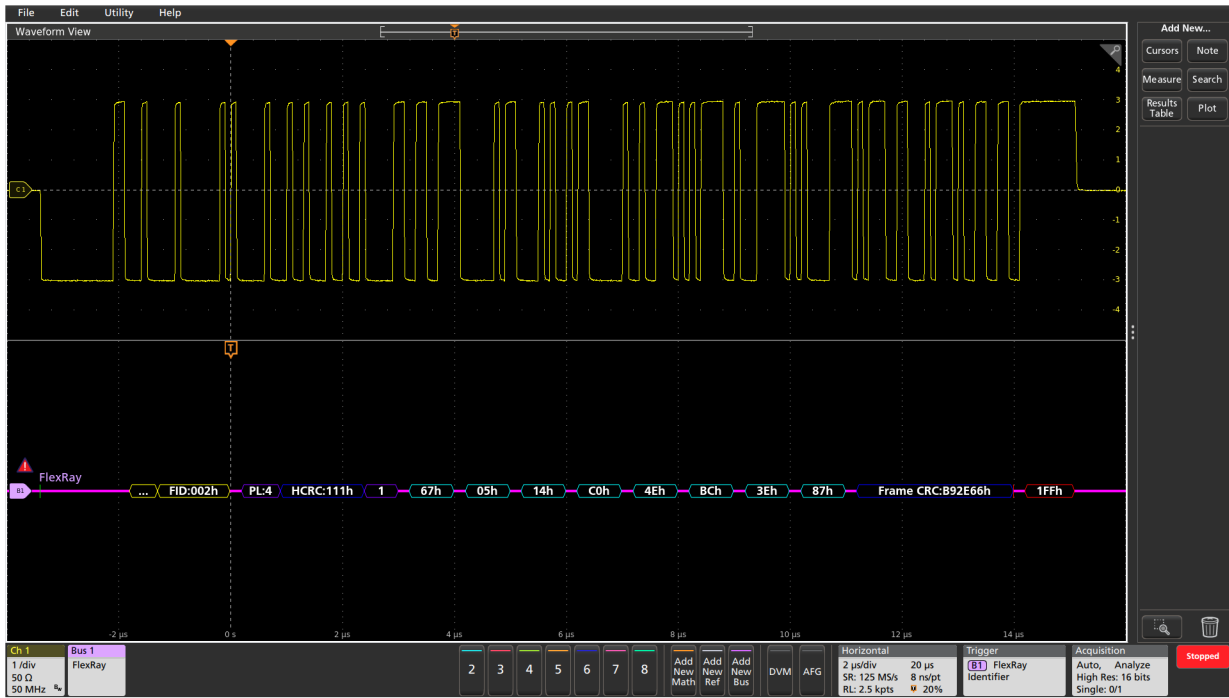 File Edit Utility Help
Waveform View
Add New...
Cursors Note
Measure Search
Results Table Plot
4
3
2
1
0
-1
-2
-3
-4
C1
T
T
!
FlexRay
B1
... FID:002h PL:4 HCRC:111h 1 67h 05h 14h C0h 4Eh BCh 3Eh 87h Frame CRC:B92E66h 1FFh
-2 µs 0 s 2 µs 4 µs 6 µs 8 µs 10 µs 12 µs 14 µs
Ch 1
1 /div
50 Ω
50 MHz Bw
Bus 1
FlexRay
2 3 4 5 6 7 8
Add New Math
Add New Ref
Add New Bus
DVM AFG
Horizontal
2 µs/div 20 µs
SR: 125 MS/s 8 ns/pt
RL: 2.5 kpts 20%
Trigger
B1 FlexRay
Identifier
Acquisition
Auto, Analyze
High Res: 16 bits
Single: 0/1
Stopped